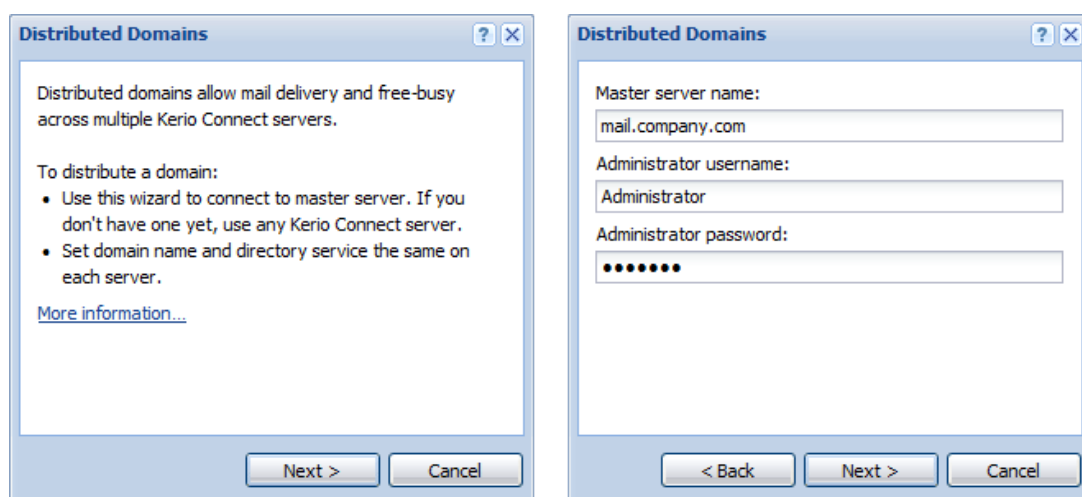 Distributed Domains
Distributed domains allow mail delivery and free-busy
across multiple Kerio Connect servers.
To distribute a domain:
• Use this wizard to connect to master server. If you
don't have one yet, use any Kerio Connect server.
• Set domain name and directory service the same on
each server.
More information...
Next >
Cancel
Distributed Domains
Master server name:
mail.company.com
Administrator username:
Administrator
Administrator password:
•••••••
< Back
Next >
Cancel